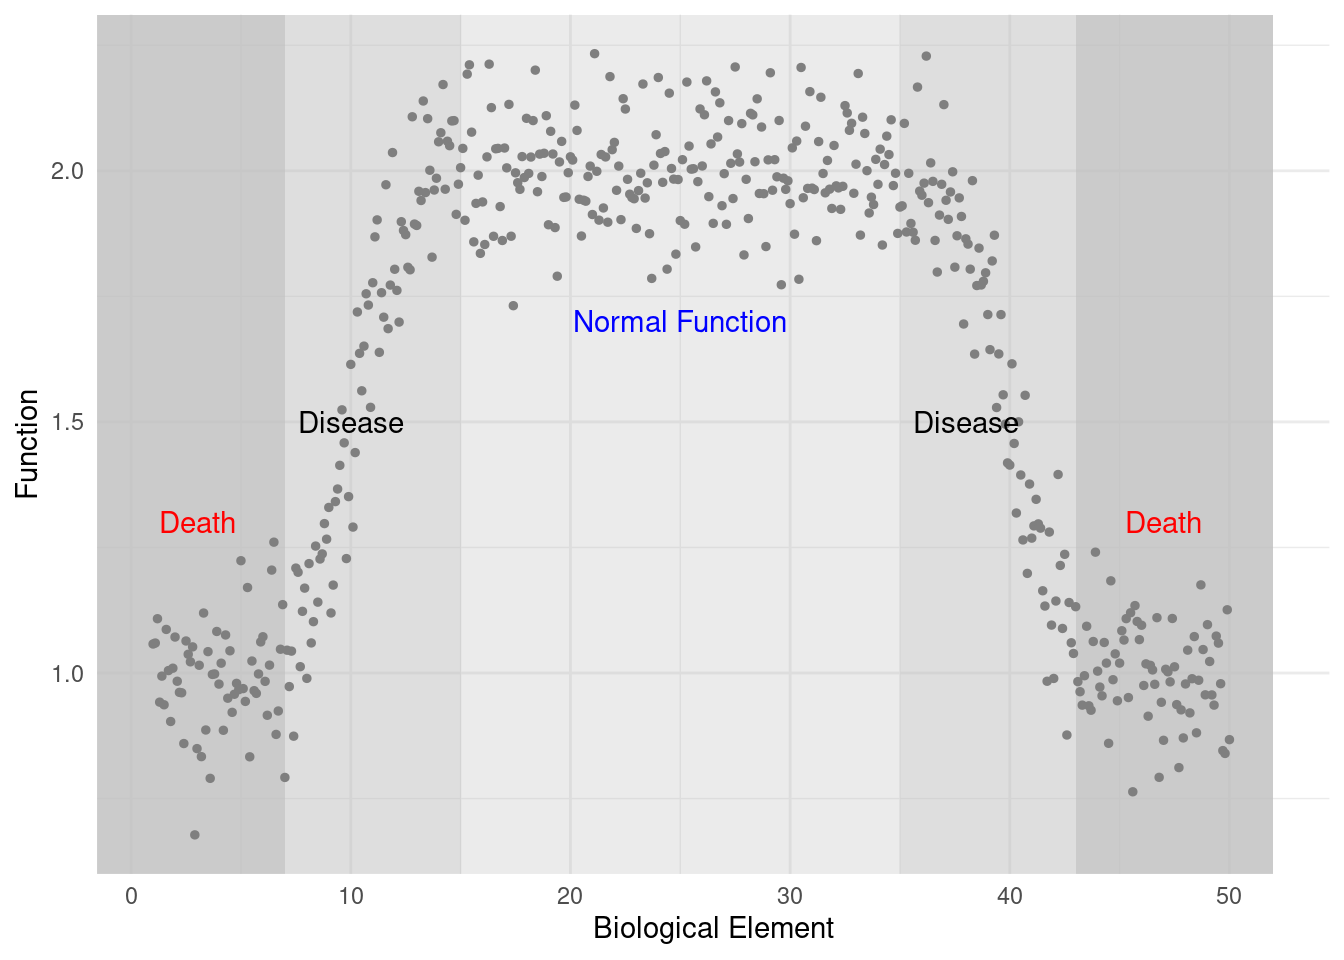 2.0
Normal Function
1.5
Disease
Disease
Function
Death
Death
1.0
0
10
20
30
40
50
Biological Element